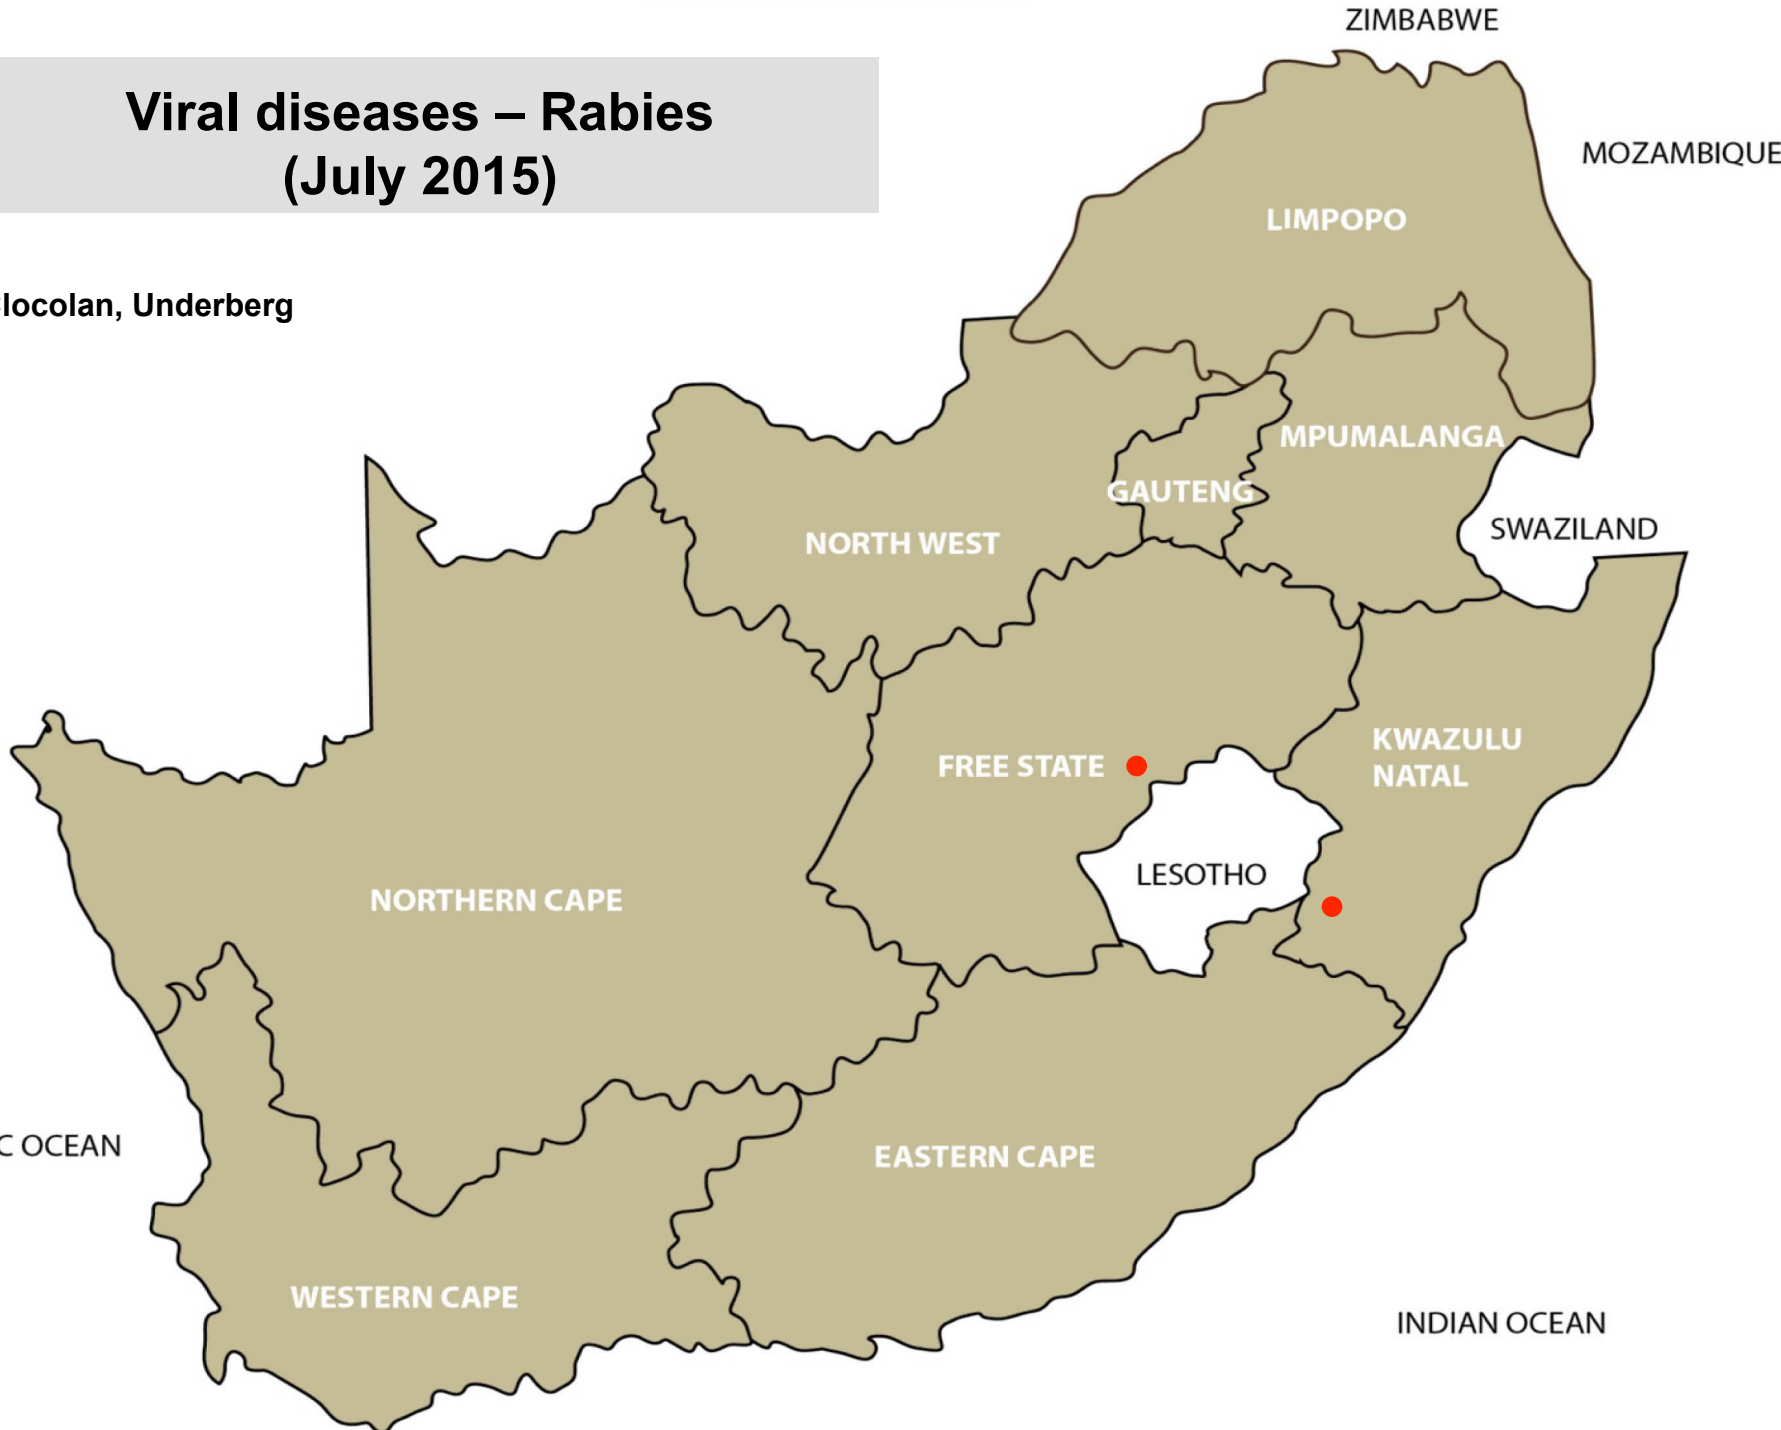 ZIMBABWE
Viral diseases – Rabies
(July 2015)
MOZAMBIQUE
LIMPOPO
locolan, Underberg
MPUMALANGA
GAUTENG
SWAZILAND
NORTH WEST
KWAZULU
NATAL
FREE STATE
LESOTHO
NORTHERN CAPE
C OCEAN
EASTERN CAPE
WESTERN CAPE
INDIAN OCEAN